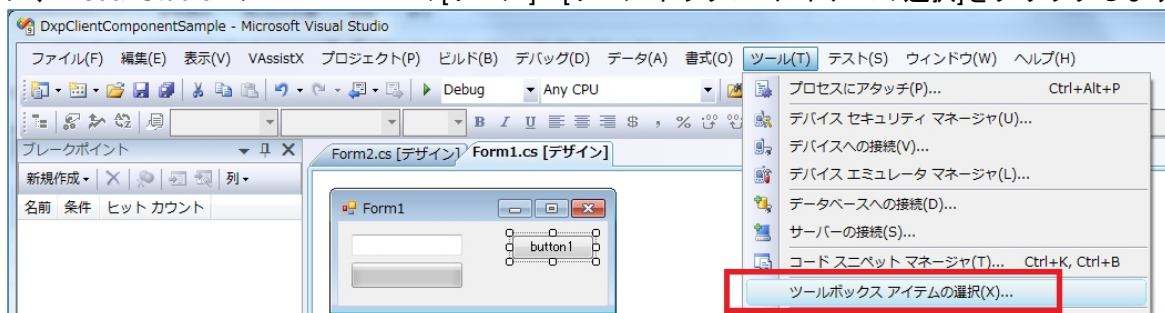 DxpClientComponentSample - Microsoft Visual Studio
ファイル(F) 編集(E) 表示(V) VAssistX プロジェクト(P) ビルド(B) デバッグ(D) データ(A) 書式(O) ツール(T) テスト(S) ウィンドウ(W) ヘルプ(H)
Debug Any CPU
プロセスにアタッチ(P)... Ctrl+Alt+P
デバイス セキュリティ マネージャ(U)...
B I U $ , %
ブレークポイント
Form2.cs [デザイン] Form1.cs [デザイン]
デバイスへの接続(V)...
新規作成 列
デバイス エミュレータ マネージャ(L)...
名前 条件 ヒット カウント
Form1
データベースへの接続(D)...
サーバーの接続(S)...
button1
コード スニペット マネージャ(T)... Ctrl+K, Ctrl+B
ツールボックス アイテムの選択(X)...